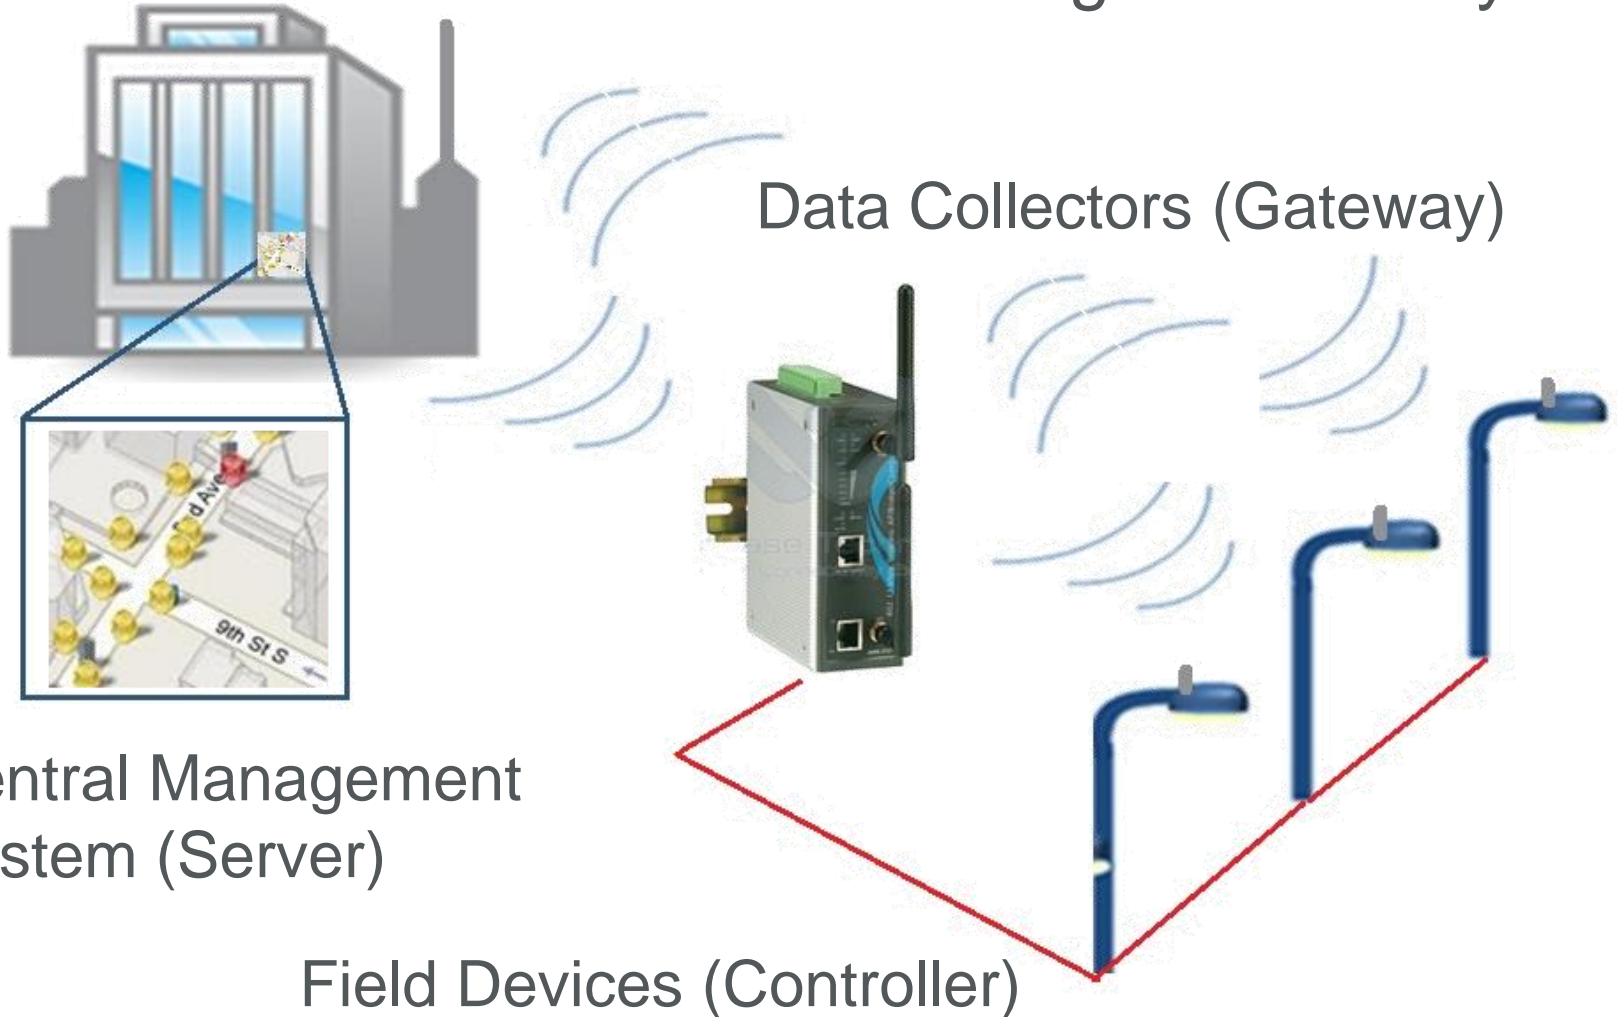 Data Collectors (Gateway)
9th St S
entral Management
stem (Server)
Field Devices (Controller)